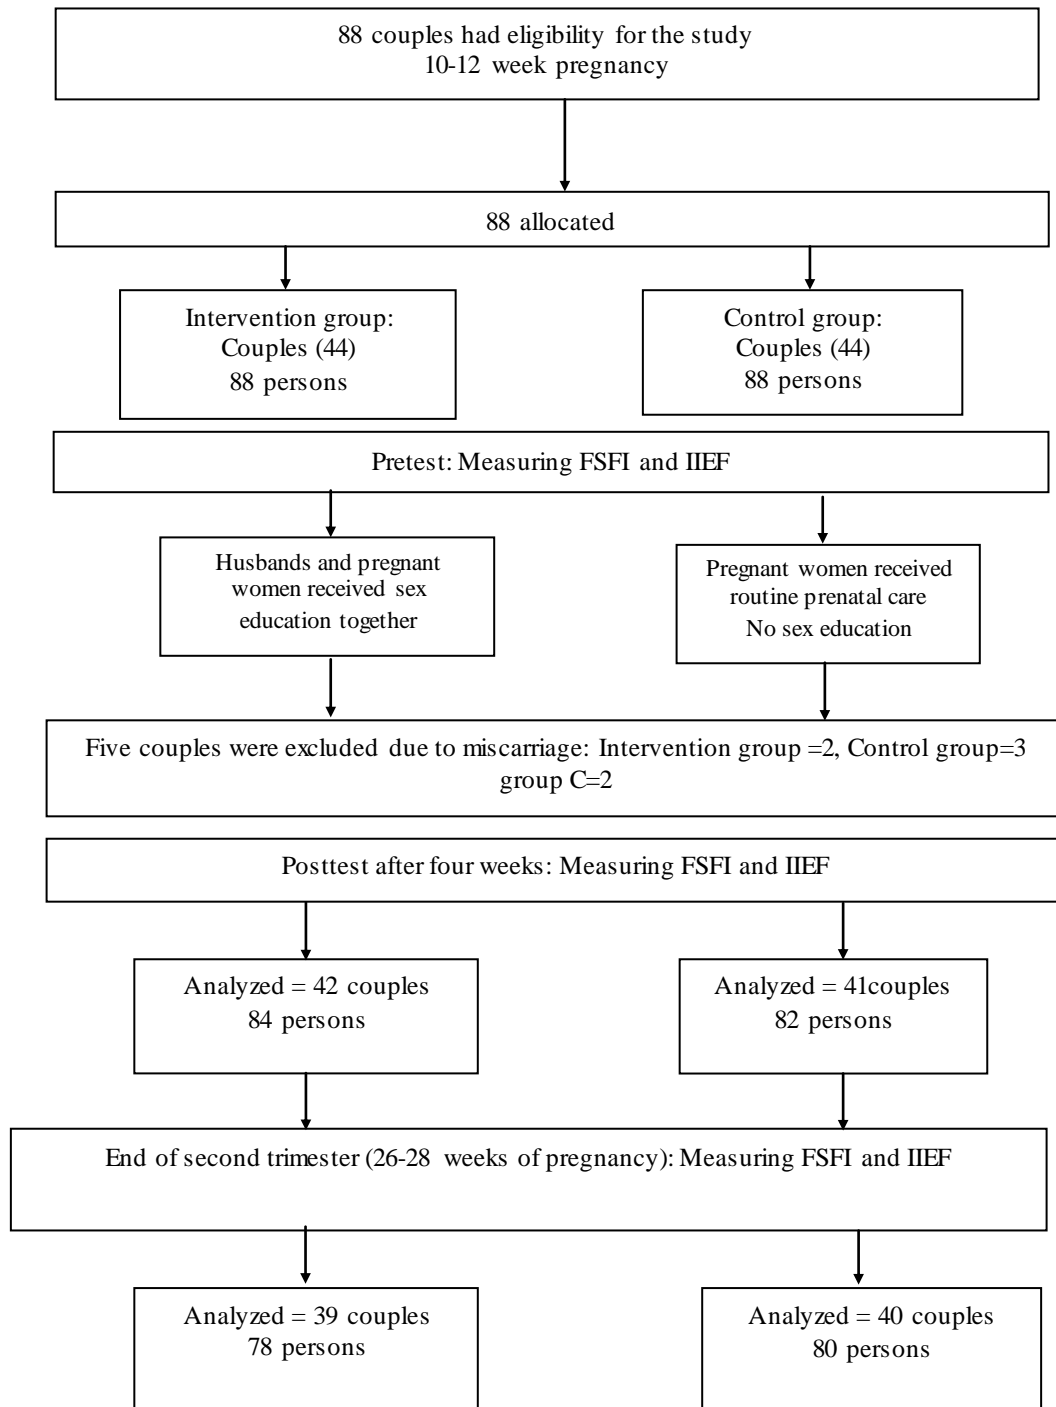 88 couples had eligibility for the study
10-12 week pregnancy
88 allocated
Intervention group:
Couples (44)
88 persons
Control group:
Couples (44)
88 persons
Pretest: Measuring FSFI and IIEF
Husbands and pregnant
women received sex
education together
Pregnant women received
routine prenatal care
No sex education
Five couples were excluded due to miscarriage: Intervention group =2, Control group=3
group C=2
Posttest after four weeks: Measuring FSFI and IIEF
Analyzed = 42 couples
84 persons
Analyzed = 41couples
82 persons
End of second trimester (26-28 weeks of pregnancy): Measuring FSFI and IIEF
Analyzed = 39 couples
78 persons
Analyzed = 40 couples
80 persons